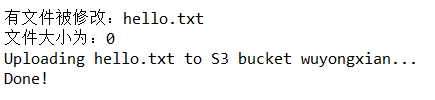 有文件被修改：hello.txt
文件大小为：0
Uploading hello.txt to S3 bucket wuyongxian...
Done!